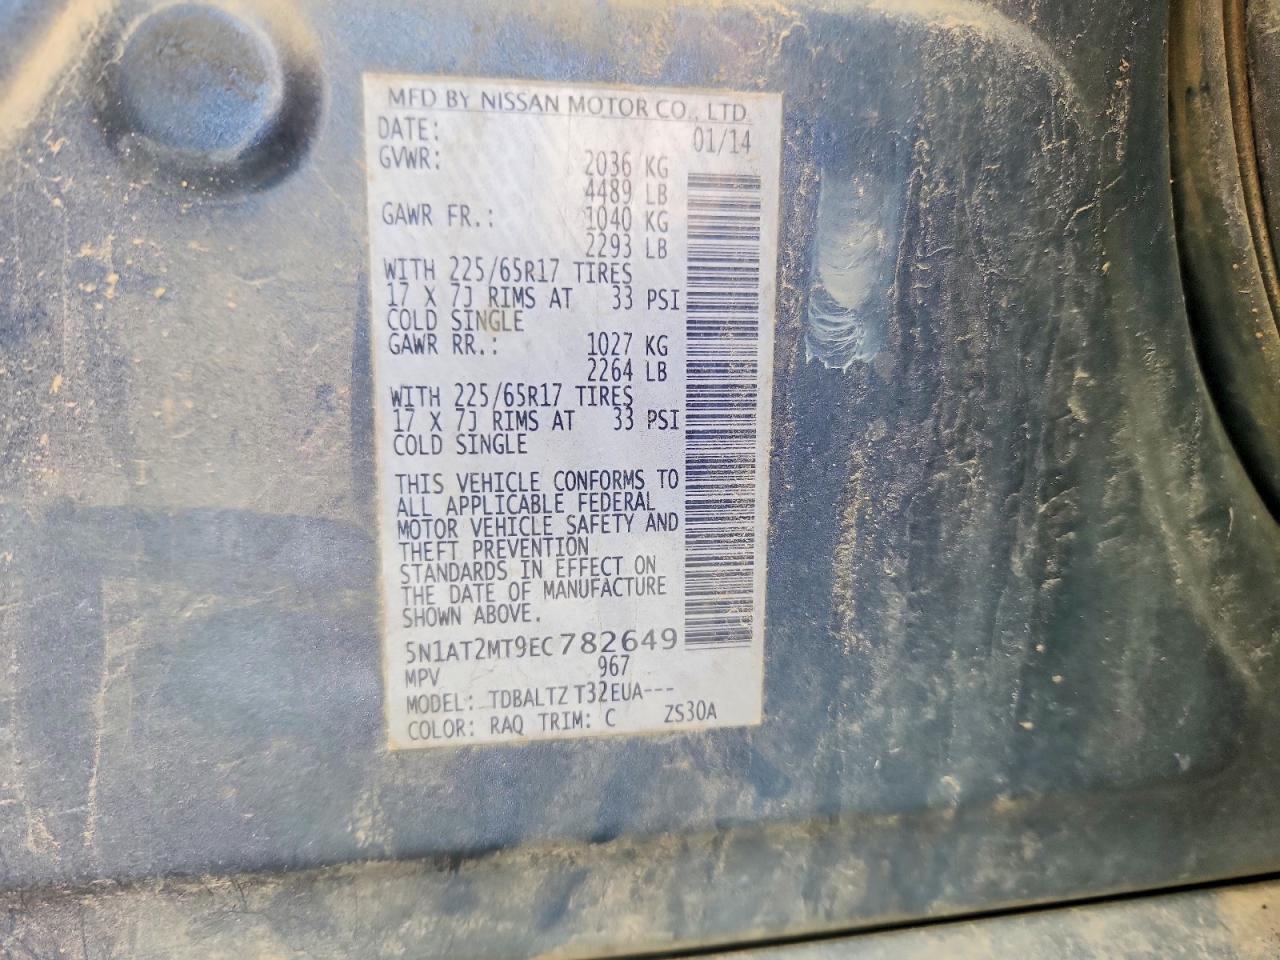 MFD BY NISSAN MOTOR CO., LTD.
DATE: 01/14
GVWR: 2036 KG
4489 LB
GAWR FR.: 1040 KG
2293 LB
WITH 225/65R17 TIRES
17 X 7J RIMS AT 33 PSI
COLD SINGLE
GAWR RR.: 1027 KG
2264 LB
WITH 225/65R17 TIRES
17 X 7J RIMS AT 33 PSI
COLD SINGLE
THIS VEHICLE CONFORMS TO
ALL APPLICABLE FEDERAL
MOTOR VEHICLE SAFETY AND
THEFT PREVENTION
STANDARDS IN EFFECT ON
THE DATE OF MANUFACTURE
SHOWN ABOVE.
5N1AT2MT9EC782649
MPV 967
MODEL: TDBALTZ T32EUA---
COLOR: RAQ TRIM: C ZS30A